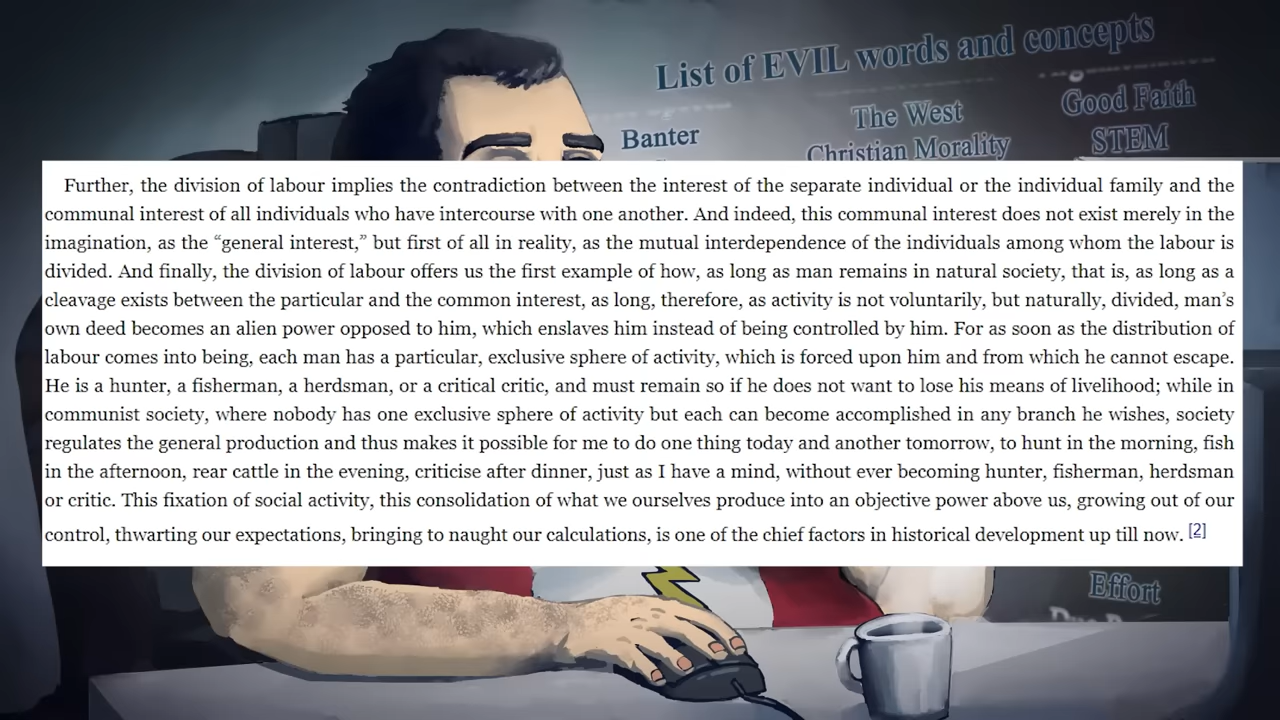 List of EVIL words and concepts
Banter
The West
Good Faith
Christian Morality
STEM
Further, the division of labour implies the contradiction between the interest of the separate individual or the individual family and the
communal interest of all individuals who have intercourse with one another. And indeed, this communal interest does not exist merely in the
imagination, as the “general interest,” but first of all in reality, as the mutual interdependence of the individuals among whom the labour is
divided. And finally, the division of labour offers us the first example of how, as long as man remains in natural society, that is, as long as a
cleavage exists between the particular and the common interest, as long, therefore, as activity is not voluntarily, but naturally, divided, man’s
own deed becomes an alien power opposed to him, which enslaves him instead of being controlled by him. For as soon as the distribution of
labour comes into being, each man has a particular, exclusive sphere of activity, which is forced upon him and from which he cannot escape.
He is a hunter, a fisherman, a herdsman, or a critical critic, and must remain so if he does not want to lose his means of livelihood; while in
communist society, where nobody has one exclusive sphere of activity but each can become accomplished in any branch he wishes, society
regulates the general production and thus makes it possible for me to do one thing today and another tomorrow, to hunt in the morning, fish
in the afternoon, rear cattle in the evening, criticise after dinner, just as I have a mind, without ever becoming hunter, fisherman, herdsman
or critic. This fixation of social activity, this consolidation of what we ourselves produce into an objective power above us, growing out of our
control, thwarting our expectations, bringing to naught our calculations, is one of the chief factors in historical development up till now. [2]
Effort